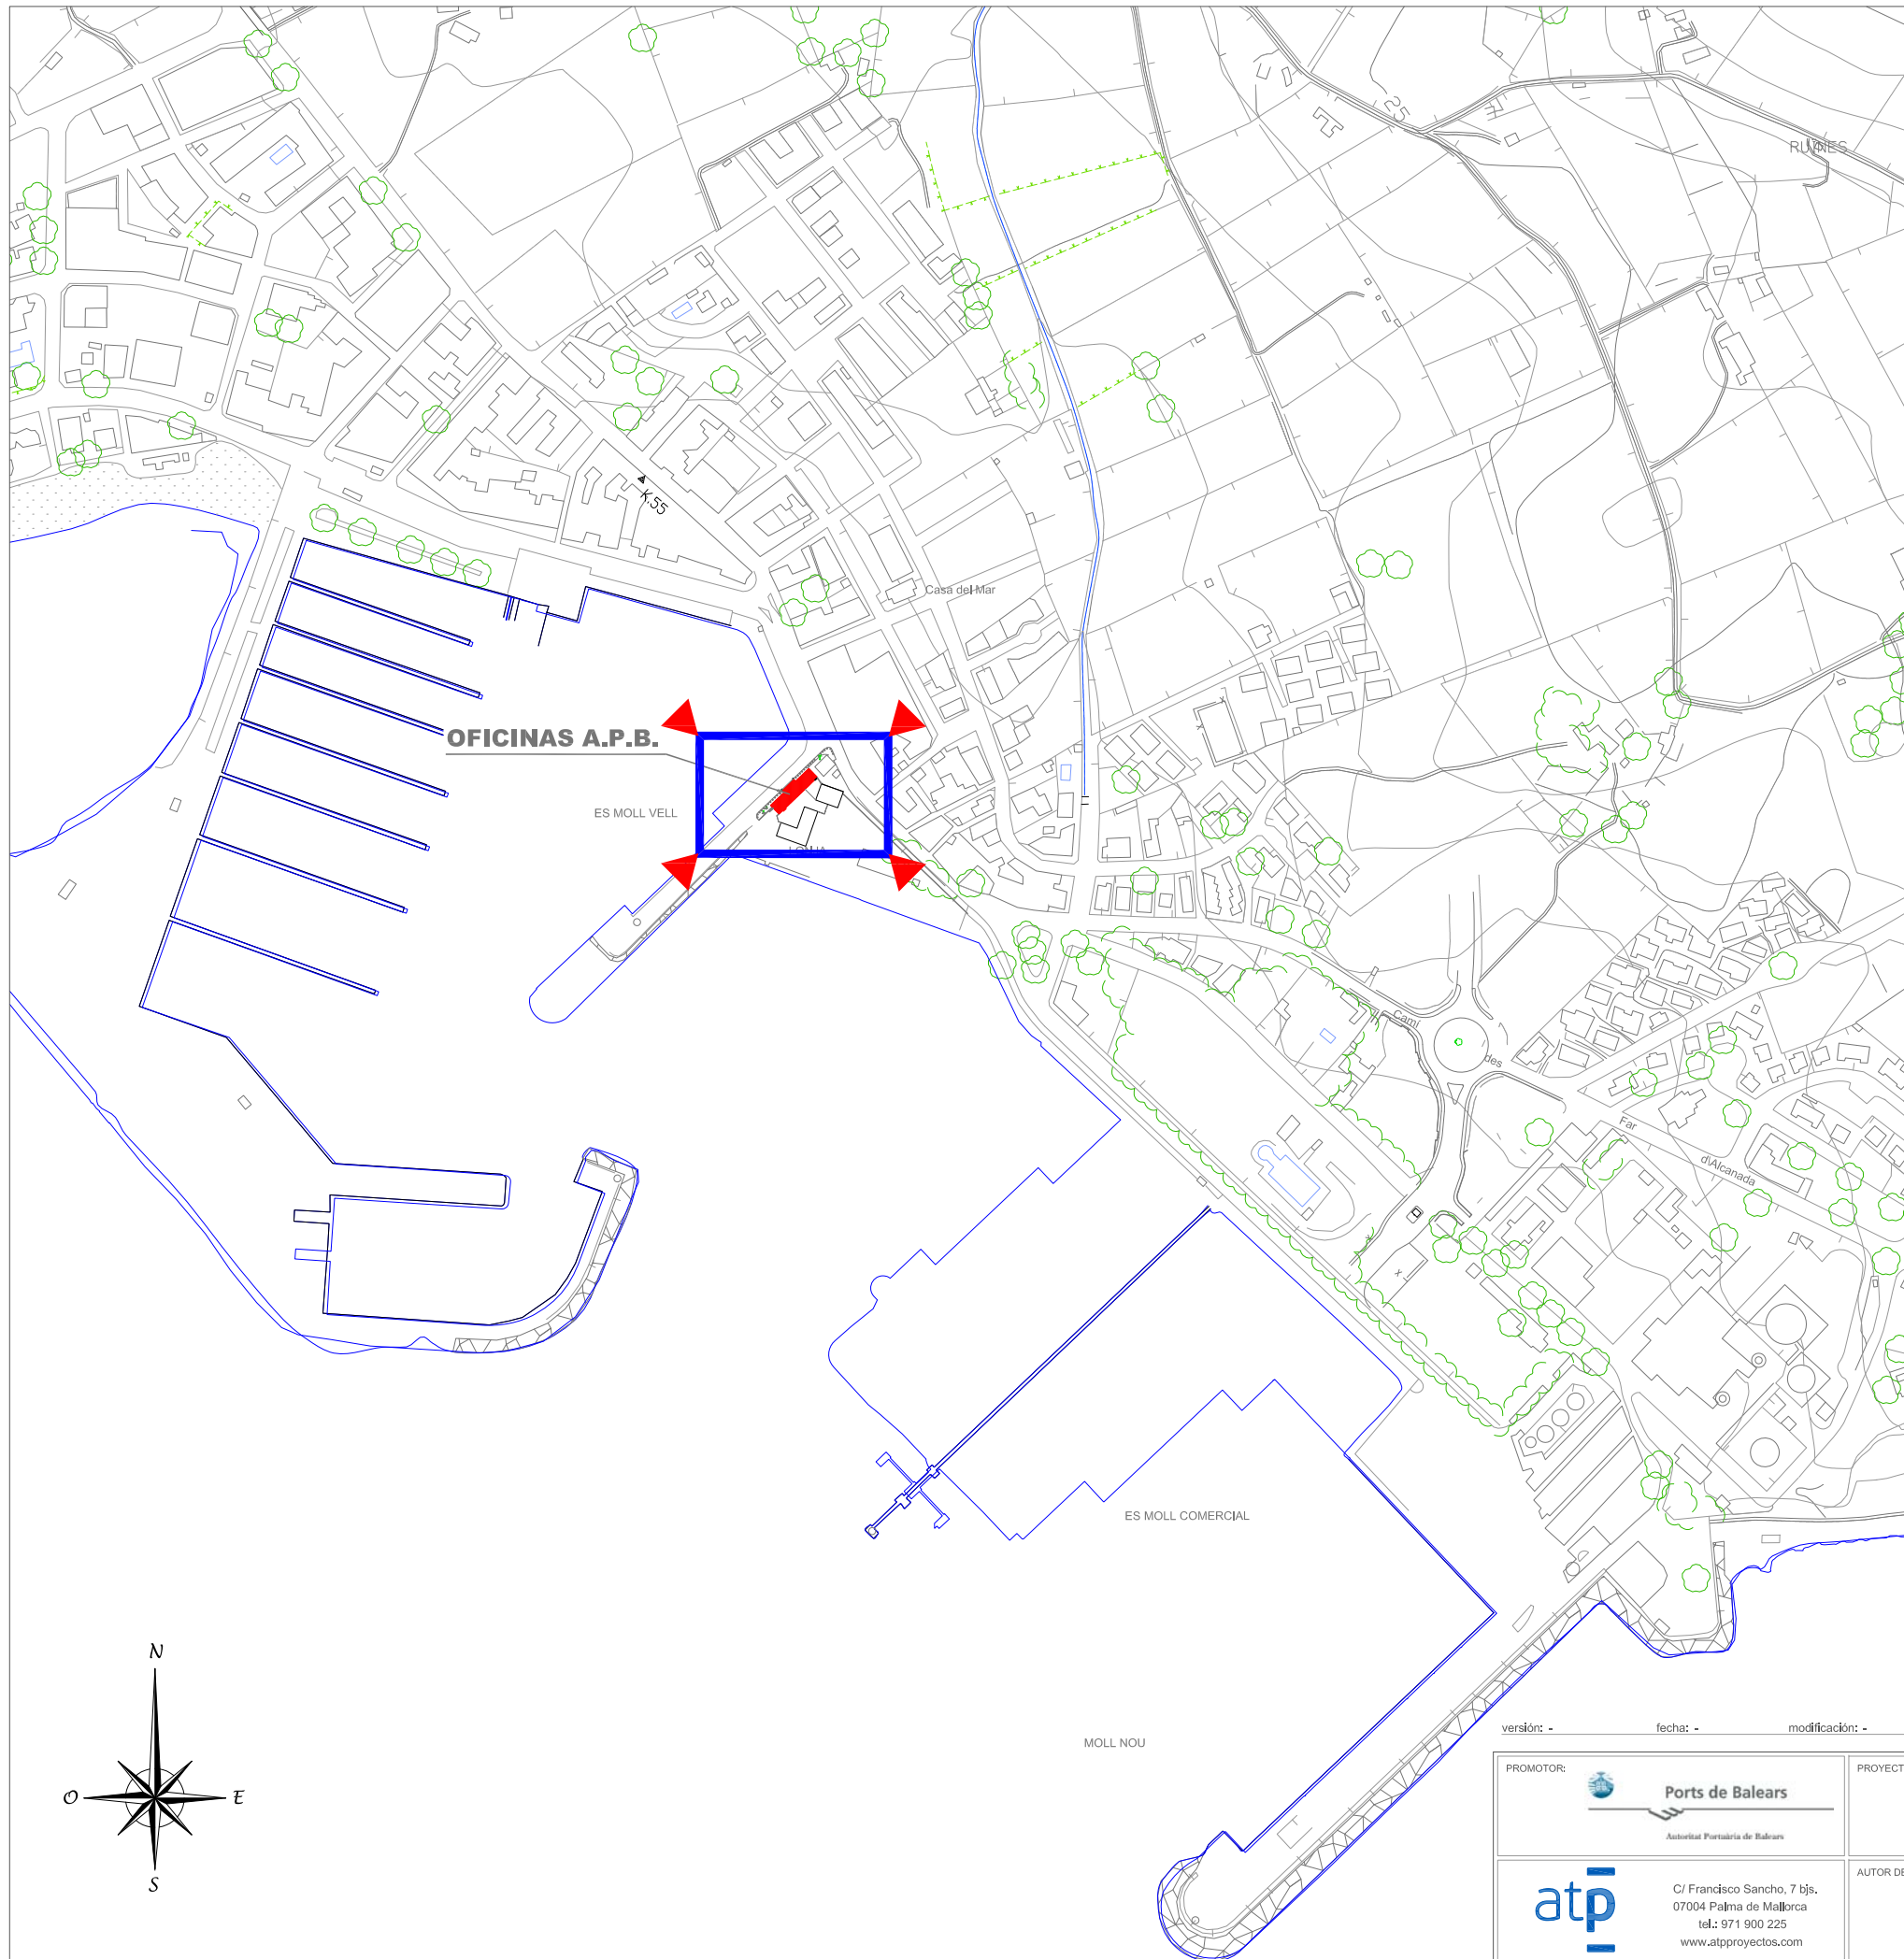 25
K.55
Casa del Mar
OFICINAS A.P.B.
ES MOLL VELL
Camí
des
Far
d\Alcanada
ES MOLL COMERCIAL
MOLL NOU
N
O
E
S
versión: -
fecha: -
modificación: -
PROMOTOR:
Ports de Balears
Autoritat Portuària de Balears
PROYECT
atp
C/ Francisco Sancho, 7 bjs.
07004 Palma de Mallorca
tel.: 971 900 225
www.atpproyectos.com
AUTOR DE